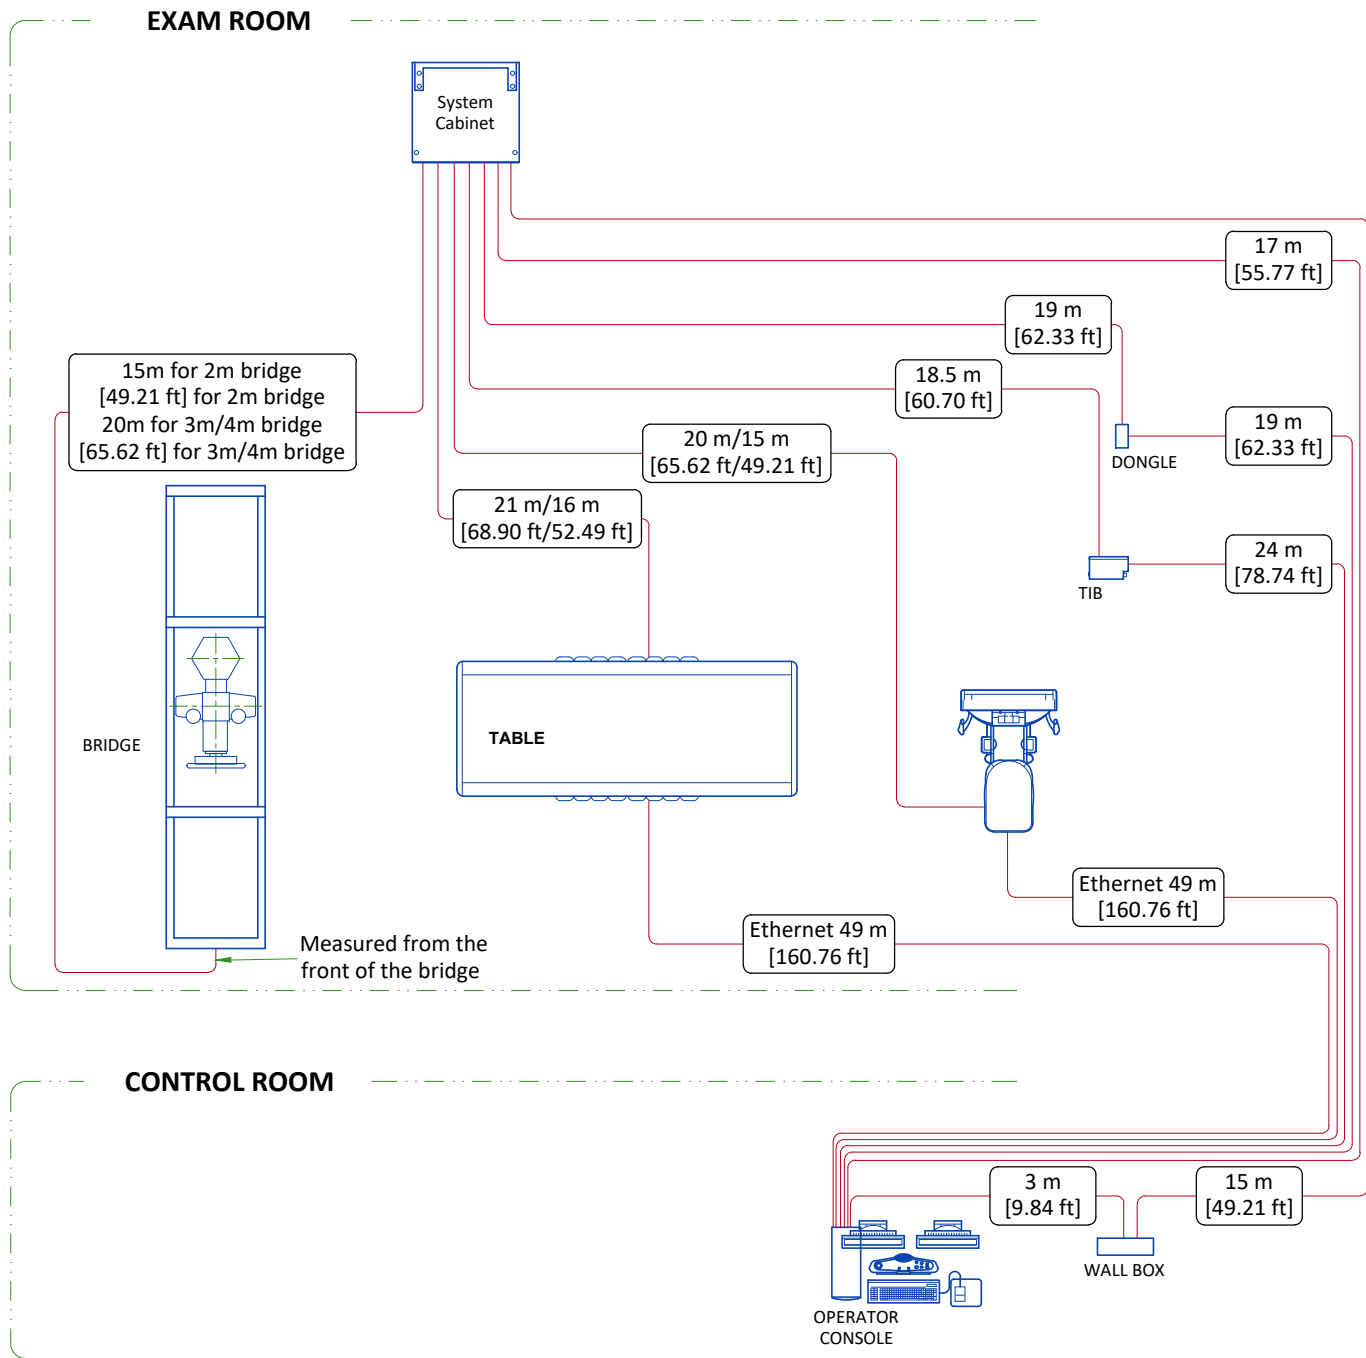 EXAM ROOM
System
Cabinet
17 m
[55.77 ft]
19 m
[62.33 ft]
15m for 2m bridge
[49.21 ft] for 2m bridge
20m for 3m/4m bridge
[65.62 ft] for 3m/4m bridge
18.5 m
[60.70 ft]
20 m/15 m
[65.62 ft/49.21 ft]
19 m
[62.33 ft]
DONGLE
21 m/16 m
[68.90 ft/52.49 ft]
24 m
[78.74 ft]
TIB
BRIDGE
TABLE
Ethernet 49 m
[160.76 ft]
Ethernet 49 m
[160.76 ft]
Measured from the
front of the bridge
CONTROL ROOM
3 m
[9.84 ft]
15 m
[49.21 ft]
WALL BOX
OPERATOR
CONSOLE